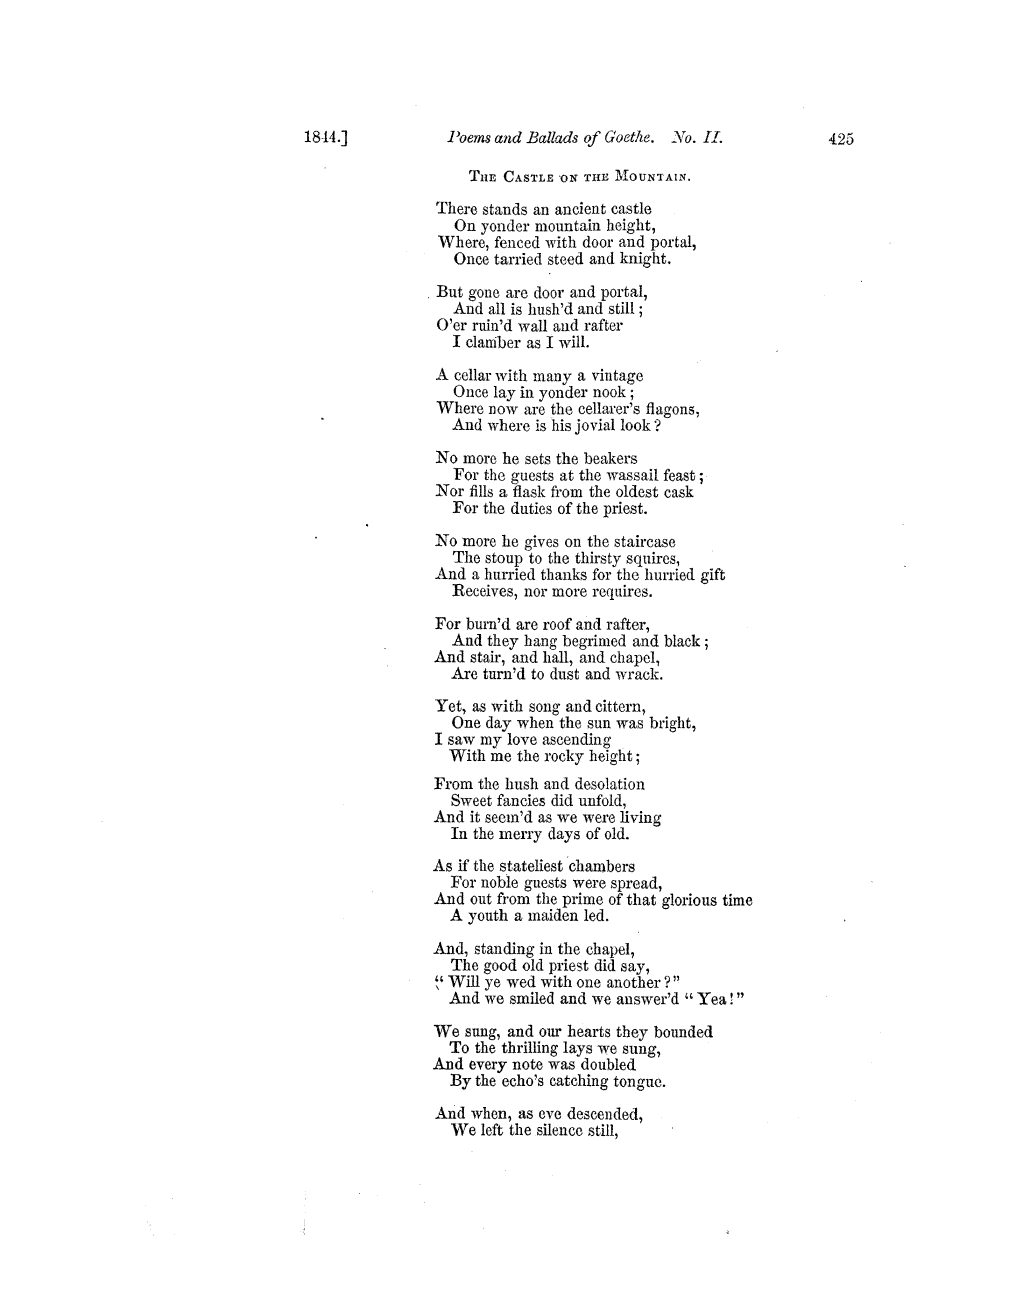 1844.] Poems and Ballads of Goethe. No. II. 425
THE CASTLE ON THE MOUNTAIN.
There stands an ancient castle
On yonder mountain height,
Where, fenced with door and portal,
Once tarried steed and knight.
But gone are door and portal,
And all is hush'd and still ;
O'er ruin'd wall and rafter
I clamber as I will.
A cellar with many a vintage
Once lay in yonder nook ;
Where now are the cellarer's flagons,
And where is his jovial look ?
No more he sets the beakers
For the guests at the wassail feast ;
Nor fills a flask from the oldest cask
For the duties of the priest.
No more he gives on the staircase
The stoup to the thirsty squires,
And a hurried thanks for the hurried gift
Receives, nor more requires.
For burn'd are roof and rafter,
And they hang begrimed and black ;
And stair, and hall, and chapel,
Are turn'd to dust and wrack.
Yet, as with song and cittern,
One day when the sun was bright,
I saw my love ascending
With me the rocky height ;
From the hush and desolation
Sweet fancies did unfold,
And it seem'd as we were living
In the merry days of old.
As if the stateliest chambers
For noble guests were spread,
And out from the prime of that glorious time
A youth a maiden led.
And, standing in the chapel,
The good old priest did say,
" Will ye wed with one another ?"
And we smiled and we answer'd " Yea !"
We sung, and our hearts they bounded
To the thrilling lays we sung,
And every note was doubled
By the echo's catching tongue.
And when, as eve descended,
We left the silence still,